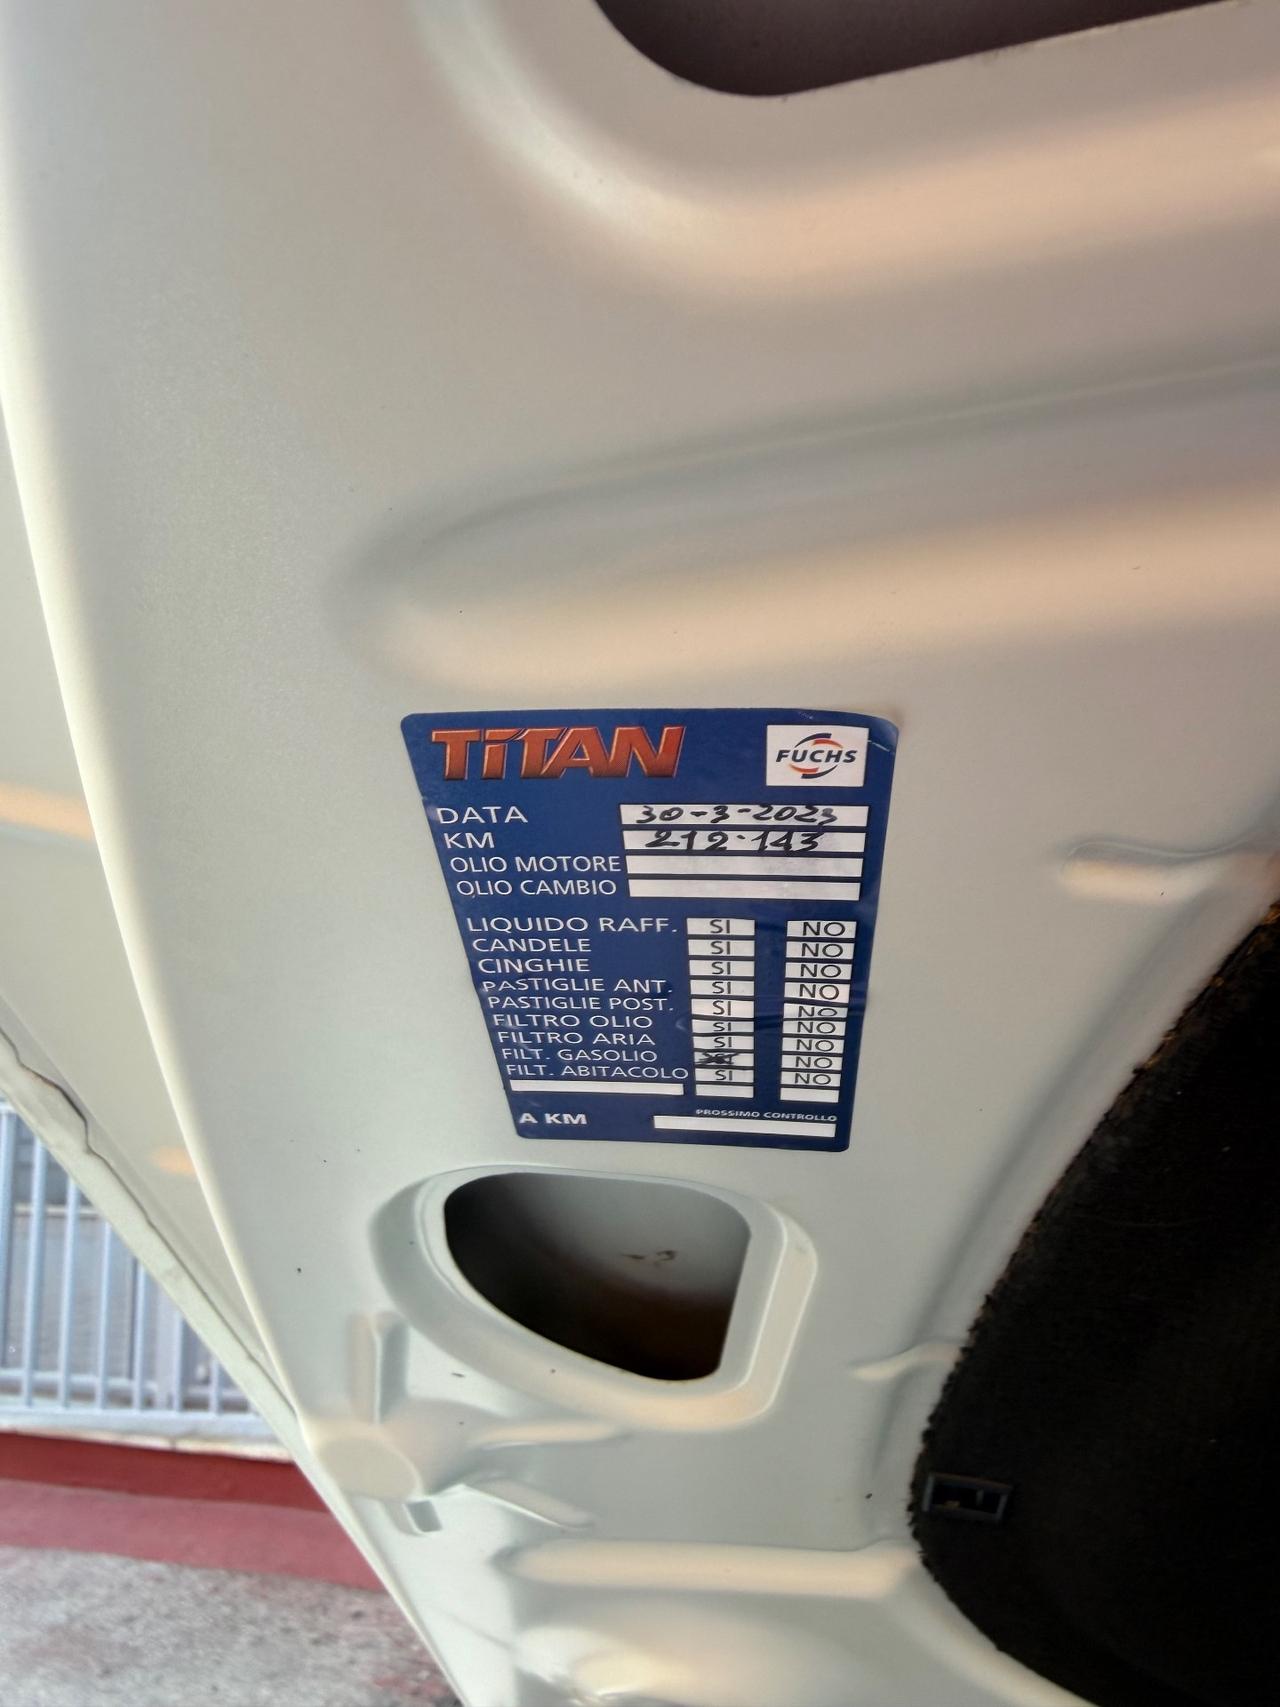 TiTAN FUCHS
DATA 30-3-2023
KM 212.143
OLIO MOTORE
OLIO CAMBIO
LIQUIDO RAFF. SI NO
CANDELE SI NO
CINGHIE SI NO
PASTIGLIE ANT. SI NO
PASTIGLIE POST. SI NO
FILTRO OLIO SI NO
FILTRO ARIA SI NO
FILT. GASOLIO SI NO
FILT. ABITACOLO SI NO
PROSSIMO CONTROLLO
A KM